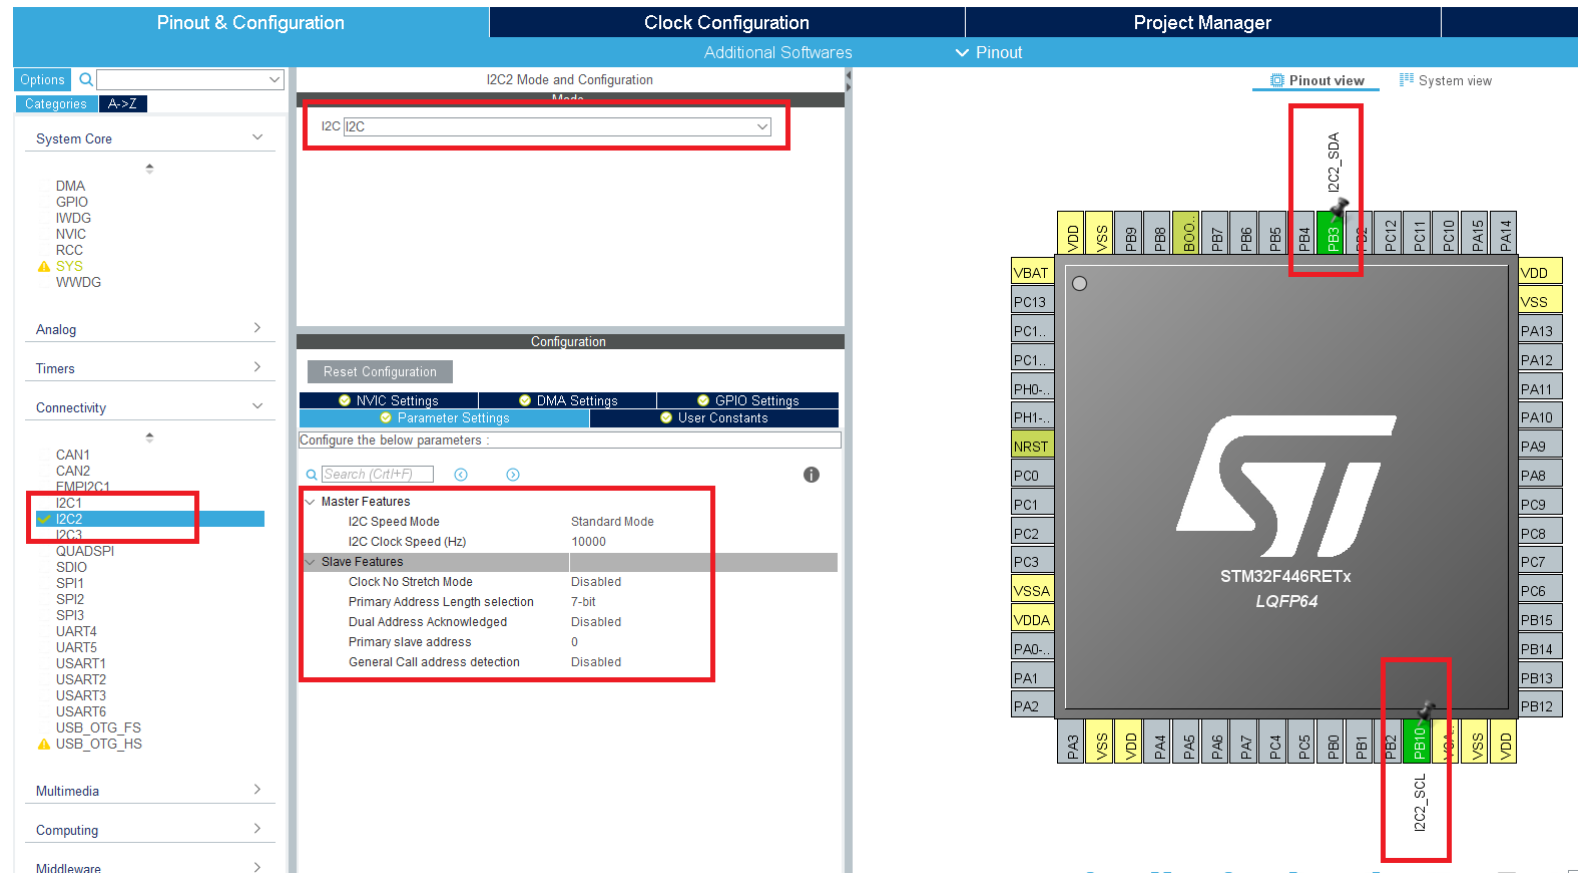 Pinout & Configuration
Clock Configuration
Project Manager
Additional Softwares
Pinout
Options
Categories
A->Z
System Core
DMA
GPIO
IWDG
NVIC
RCC
SYS
WWDG
Analog
Timers
Connectivity
CAN1
CAN2
FMPI2C1
I2C1
I2C2
I2C3
QUADSPI
SDIO
SPI1
SPI2
SPI3
UART4
UART5
USART1
USART2
USART3
USART6
USB_OTG_FS
USB_OTG_HS
Multimedia
Computing
Middleware
I2C2 Mode and Configuration
Mode
I2C I2C
Configuration
Reset Configuration
NVIC Settings
DMA Settings
GPIO Settings
Parameter Settings
User Constants
Configure the below parameters :
Search (Crtl+F)
Master Features
I2C Speed Mode Standard Mode
I2C Clock Speed (Hz) 10000
Slave Features
Clock No Stretch Mode Disabled
Primary Address Length selection 7-bit
Dual Address Acknowledged Disabled
Primary slave address 0
General Call address detection Disabled
Pinout view
System view
I2C2_SDA
VDD
VSS
PB9
PB8
BOO..
PB7
PB6
PB5
PB4
PB3
PC12
PC11
PC10
PA15
PA14
VBAT
PC13
PC1..
PC1..
PH0-..
PH1-..
NRST
PC0
PC1
PC2
PC3
VSSA
VDDA
PA0-..
PA1
PA2
STM32F446RETx
LQFP64
VDD
VSS
PA13
PA12
PA11
PA10
PA9
PA8
PC9
PC8
PC7
PC6
PB15
PB14
PB13
PB12
PA3
VSS
VDD
PA4
PA5
PA6
PA7
PC4
PC5
PB0
PB1
PB2
PB10
VSS
VDD
I2C2_SCL